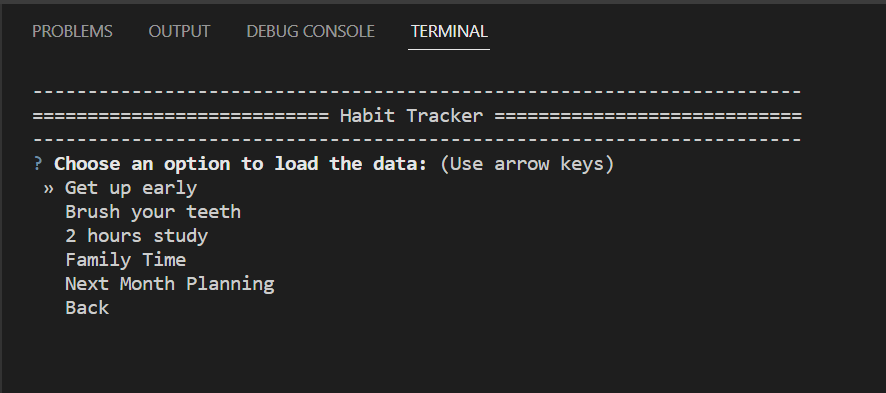 PROBLEMS OUTPUT DEBUG CONSOLE TERMINAL
----------------------------------------------------------------------
=========================== Habit Tracker ============================
----------------------------------------------------------------------
? Choose an option to load the data: (Use arrow keys)
» Get up early
Brush your teeth
2 hours study
Family Time
Next Month Planning
Back